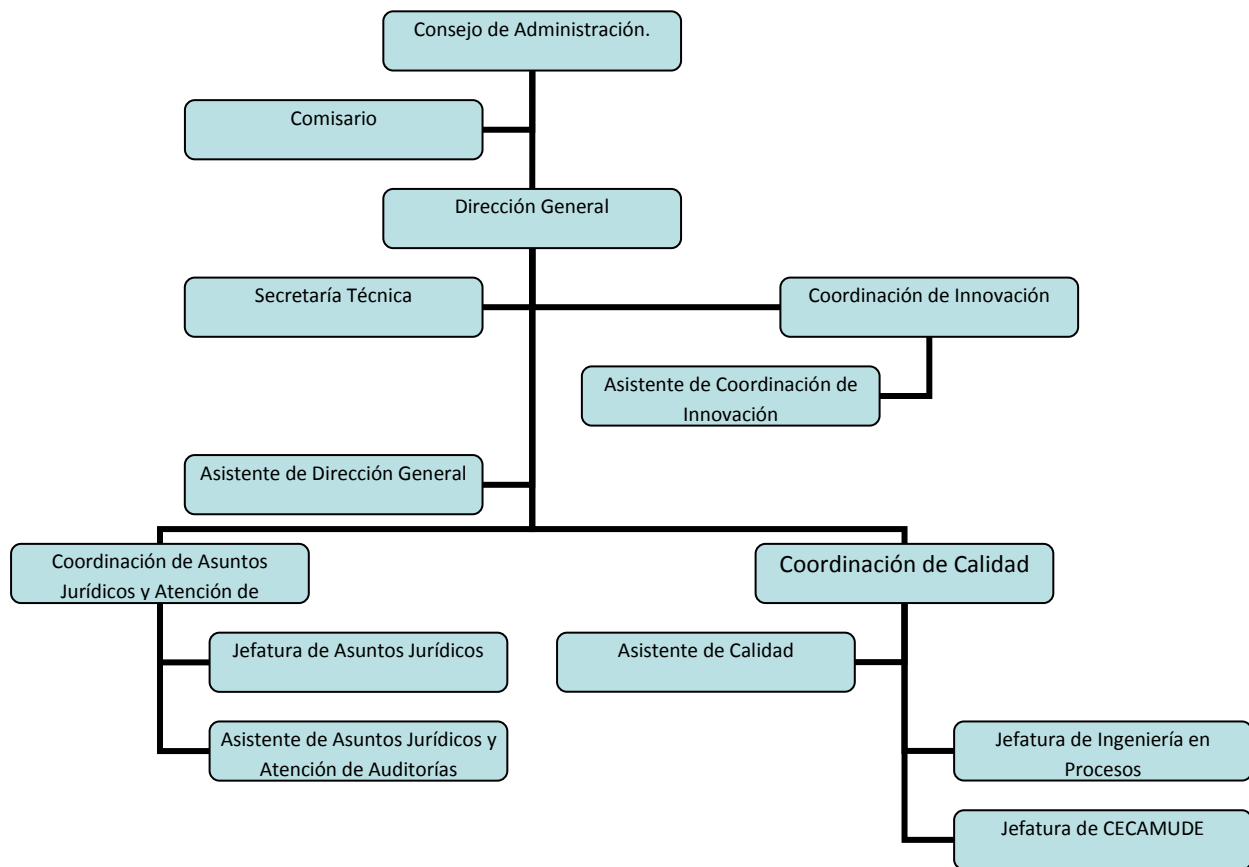 Consejo de Administración.
Comisario
Dirección General
Secretaría Técnica
Coordinación de Innovación
Asistente de Coordinación de
Innovación
Asistente de Dirección General
Coordinación de Asuntos
Jurídicos y Atención de
Coordinación de Calidad
Jefatura de Asuntos Jurídicos
Asistente de Calidad
Asistente de Asuntos Jurídicos y
Atención de Auditorías
Jefatura de Ingeniería en
Procesos
Jefatura de CECAMUDE